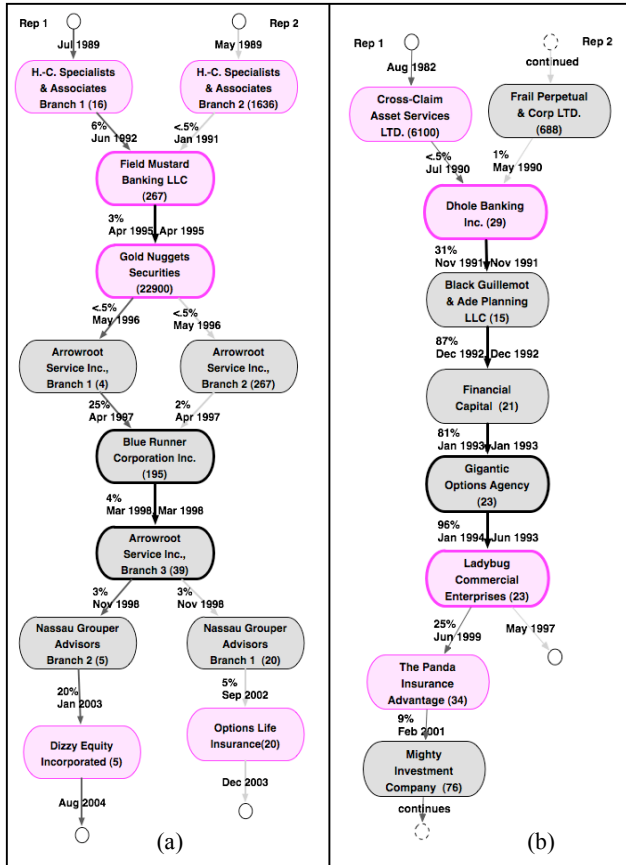 Rep 1
Rep 2
Jul 1989
May 1989
H.-C. Specialists
& Associates
Branch 1 (16)
H.-C. Specialists
& Associates
Branch 2 (1636)
6%
Jun 1992
<.5%
Jan 1991
Field Mustard
Banking LLC
(267)
3%
Apr 1995
Apr 1995
Gold Nuggets
Securities
(22900)
<.5%
May 1996
<.5%
May 1996
Arrowroot
Service Inc.,
Branch 1 (4)
Arrowroot
Service Inc.,
Branch 2 (267)
25%
Apr 1997
2%
Apr 1997
Blue Runner
Corporation Inc.
(195)
4%
Mar 1998
Mar 1998
Arrowroot
Service Inc.,
Branch 3 (39)
3%
Nov 1998
3%
Nov 1998
Nassau Grouper
Advisors
Branch 2 (5)
Nassau Grouper
Advisors
Branch 1 (20)
20%
Jan 2003
5%
Sep 2002
Dizzy Equity
Incorporated (5)
Options Life
Insurance(20)
Aug 2004
Dec 2003
(a)
Rep 1
Rep 2
Aug 1982
continued
Cross-Claim
Asset Services
LTD. (6100)
Frail Perpetual
& Corp LTD.
(688)
<.5%
Jul 1990
1%
May 1990
Dhole Banking
Inc. (29)
31%
Nov 1991
Nov 1991
Black Guillemot
& Ade Planning
LLC (15)
87%
Dec 1992
Dec 1992
Financial
Capital (21)
81%
Jan 1993
Jan 1993
Gigantic
Options Agency
(23)
96%
Jan 1994
Jun 1993
Ladybug
Commercial
Enterprises (23)
25%
Jun 1999
May 1997
The Panda
Insurance
Advantage (34)
9%
Feb 2001
Mighty
Investment
Company (76)
continues
(b)